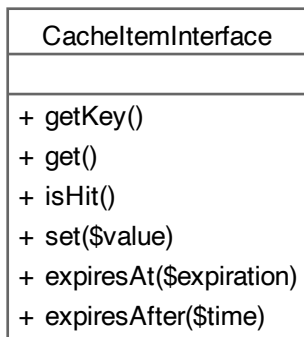 CacheItemInterface
+ getKey()
+ get()
+ isHit()
+ set($value)
+ expiresAt($expiration)
+ expiresAfter($time)